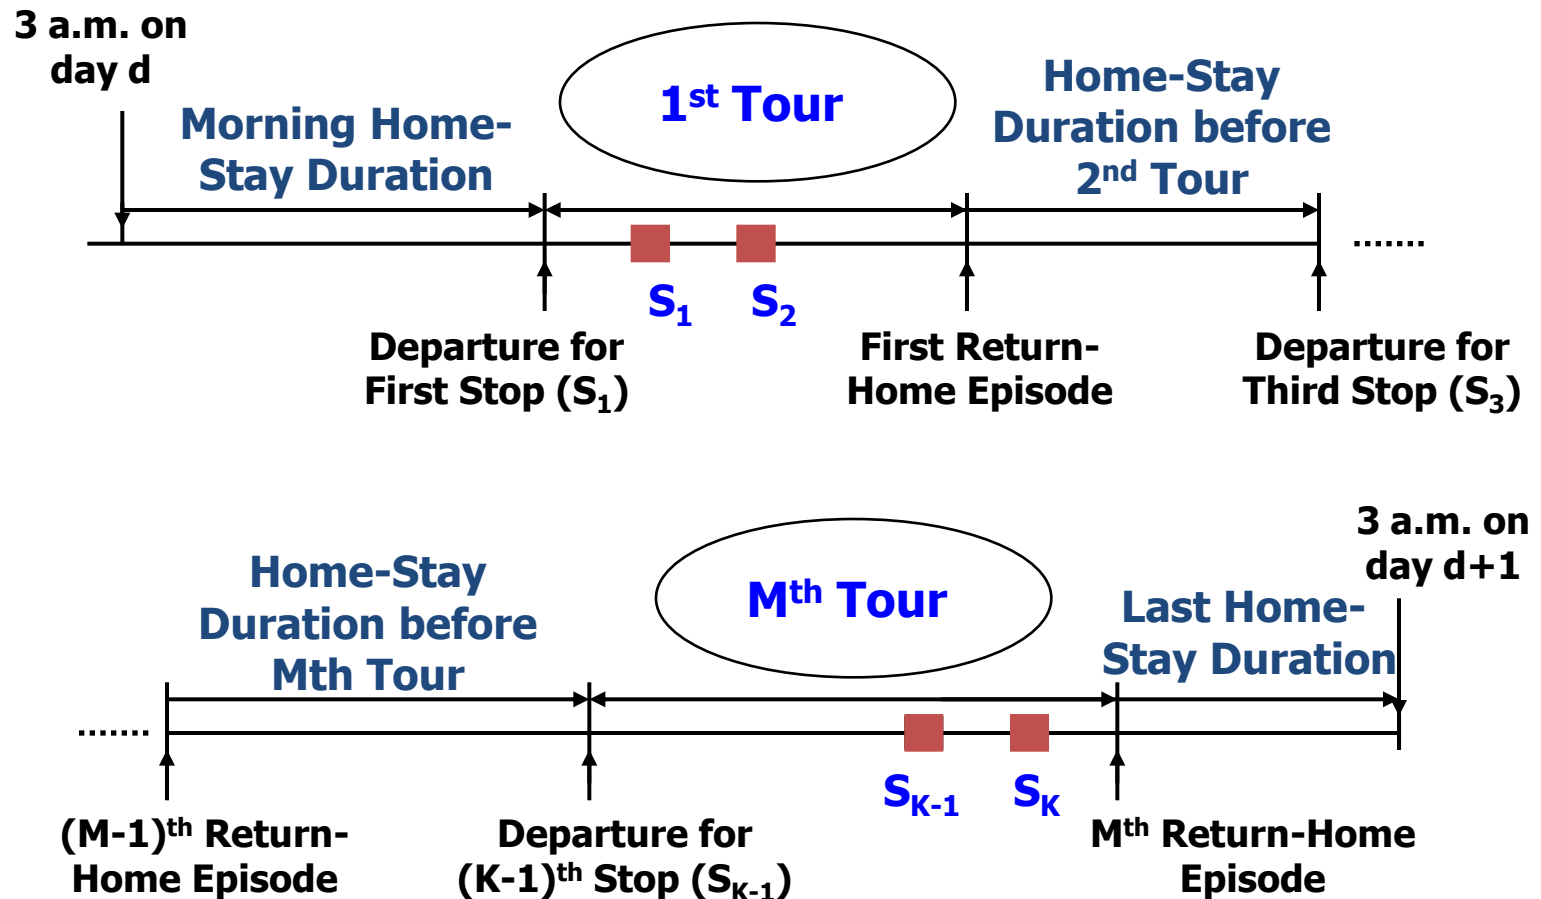 3 a.m. on
day d
Morning Home-
Stay Duration
1st Tour
Home-Stay
Duration before
2nd Tour
.......
S1
S2
Departure for
First Stop (S1)
First Return-
Home Episode
Departure for
Third Stop (S3)
3 a.m. on
day d+1
Home-Stay
Duration before
Mth Tour
Mth Tour
Last Home-
Stay Duration
.......
SK-1
SK
(M-1)th Return-
Home Episode
Departure for
(K-1)th Stop (SK-1)
Mth Return-Home
Episode